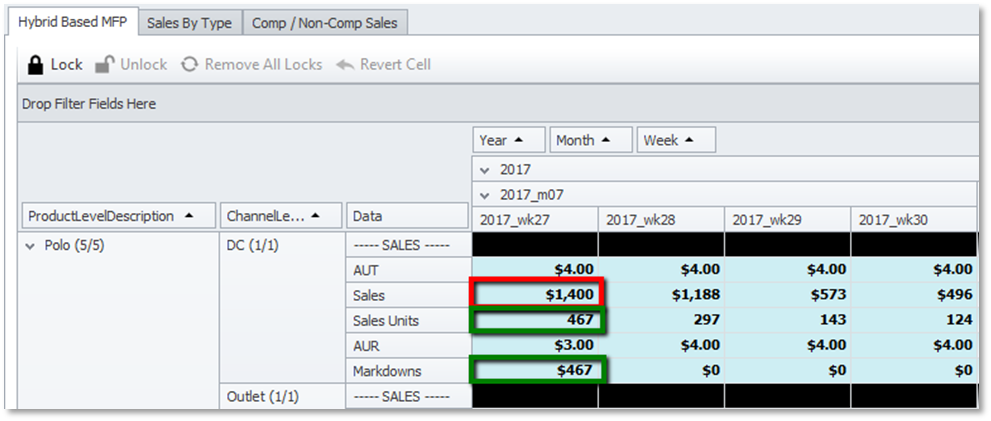 Hybrid Based MFP Sales By Type Comp / Non-Comp Sales
Lock Unlock Remove All Locks Revert Cell
Drop Filter Fields Here
Year Month Week
2017
2017_m07
ProductLevelDescription ChannelLe... Data 2017_wk27 2017_wk28 2017_wk29 2017_wk30
Polo (5/5) DC (1/1) ----- SALES -----
AUT $4.00 $4.00 $4.00 $4.00
Sales $1,400 $1,188 $573 $496
Sales Units 467 297 143 124
AUR $3.00 $4.00 $4.00 $4.00
Markdowns $467 $0 $0 $0
Outlet (1/1) ----- SALES -----